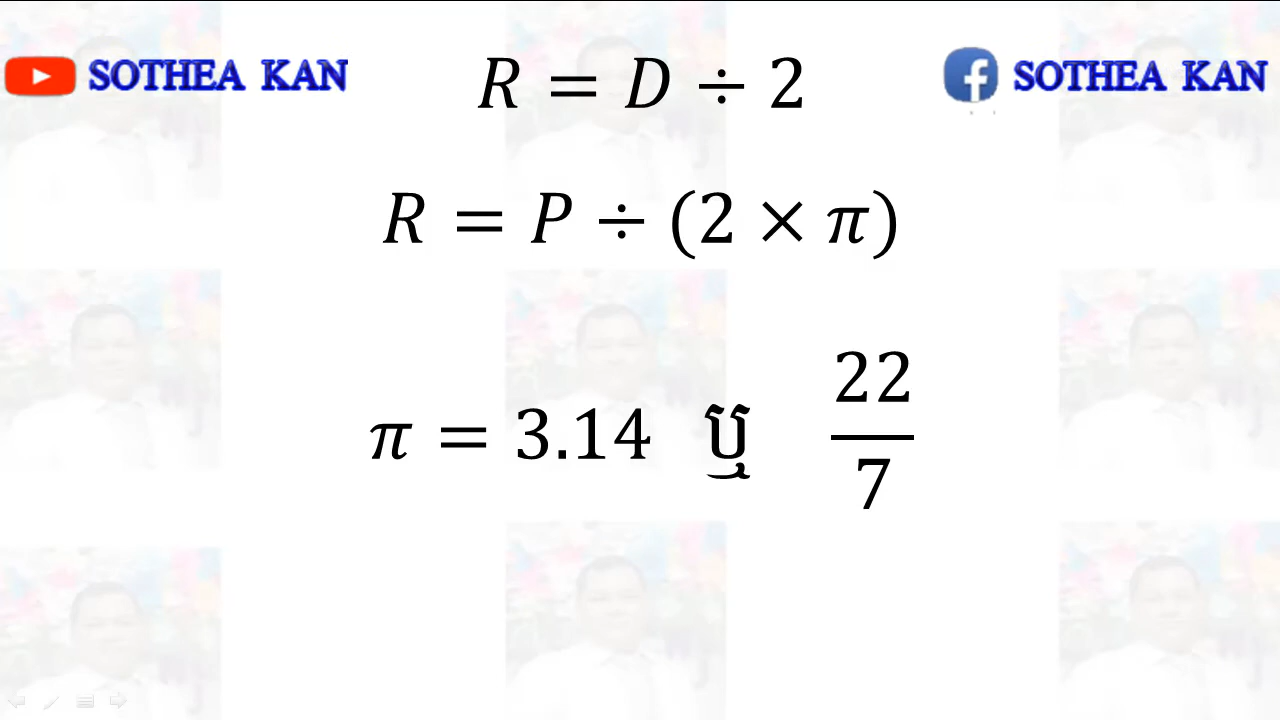 SOTHEA KAN
R = D ÷ 2
SOTHEA KAN
R = P ÷ (2 × π)
π = 3.14 ឬ 22/7